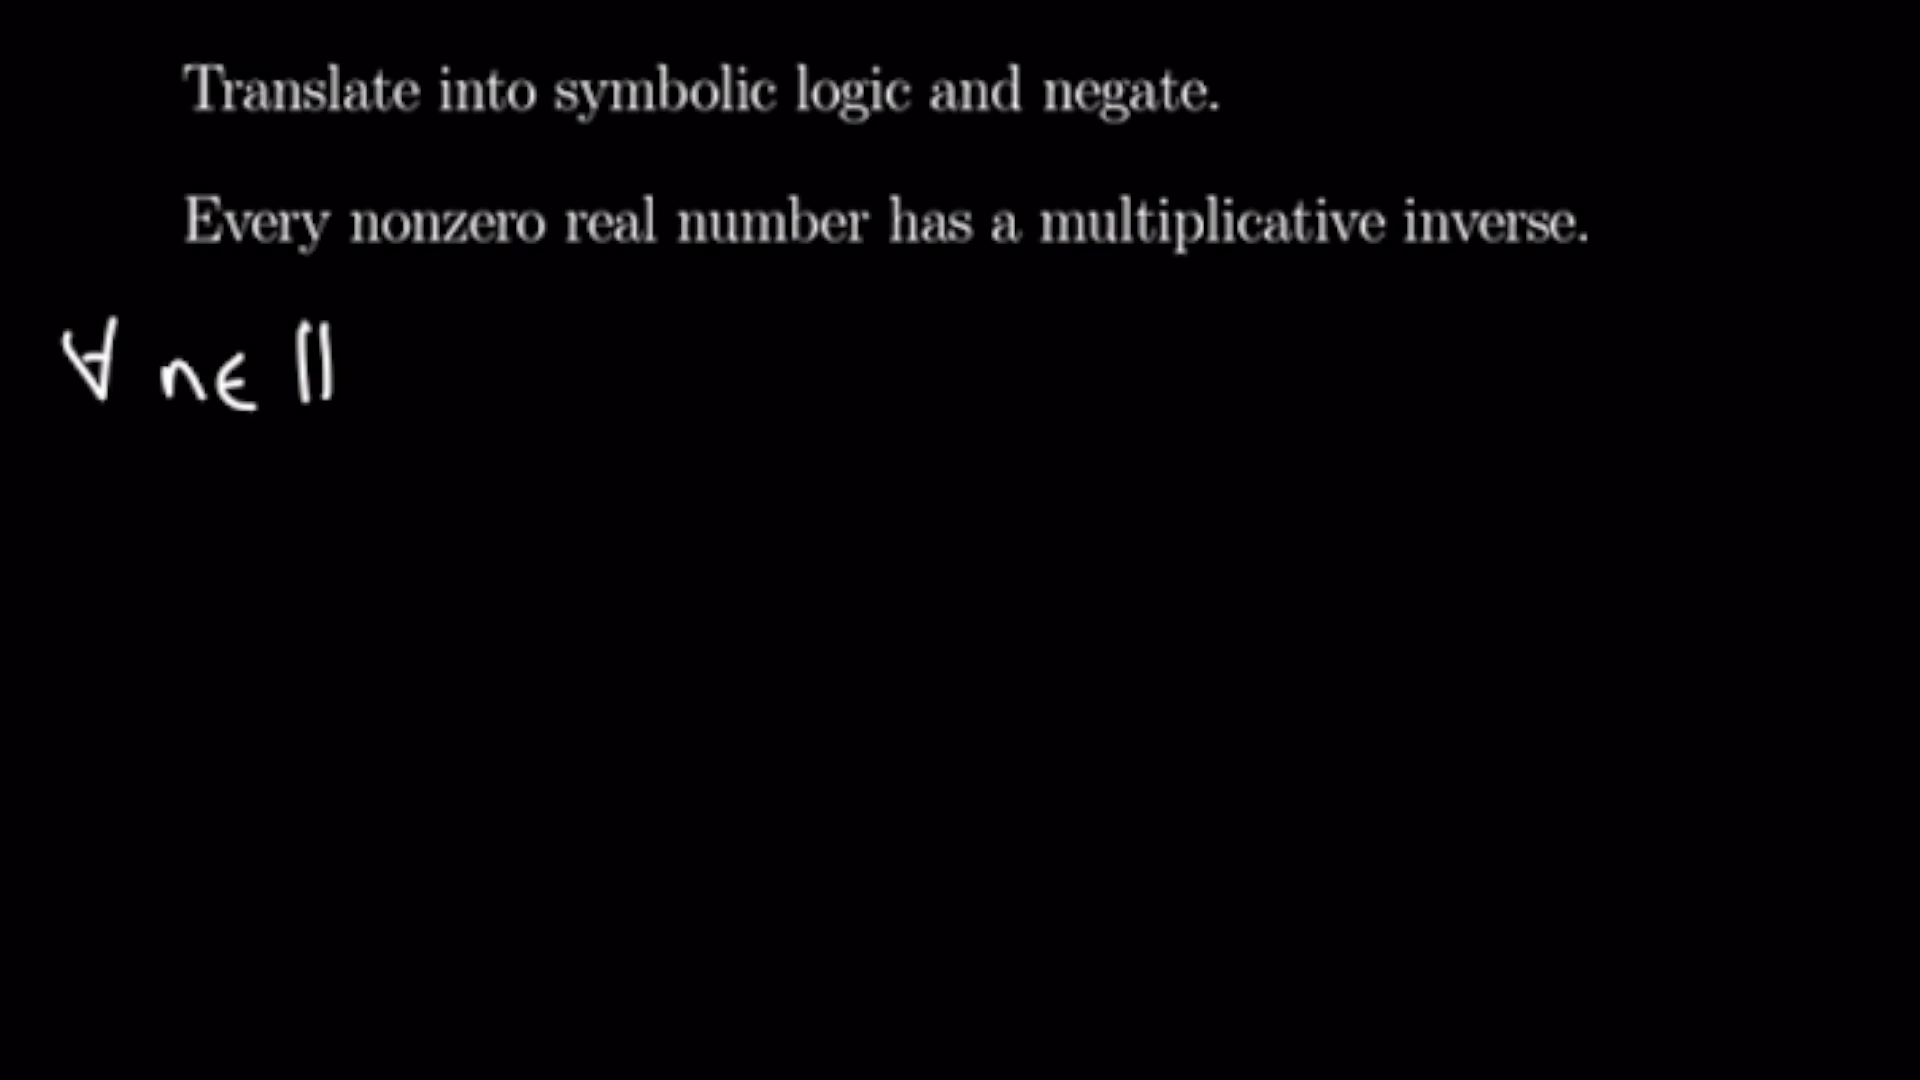 Translate into symbolic logic and negate.
Every nonzero real number has a multiplicative inverse.
∀ n∈ ||